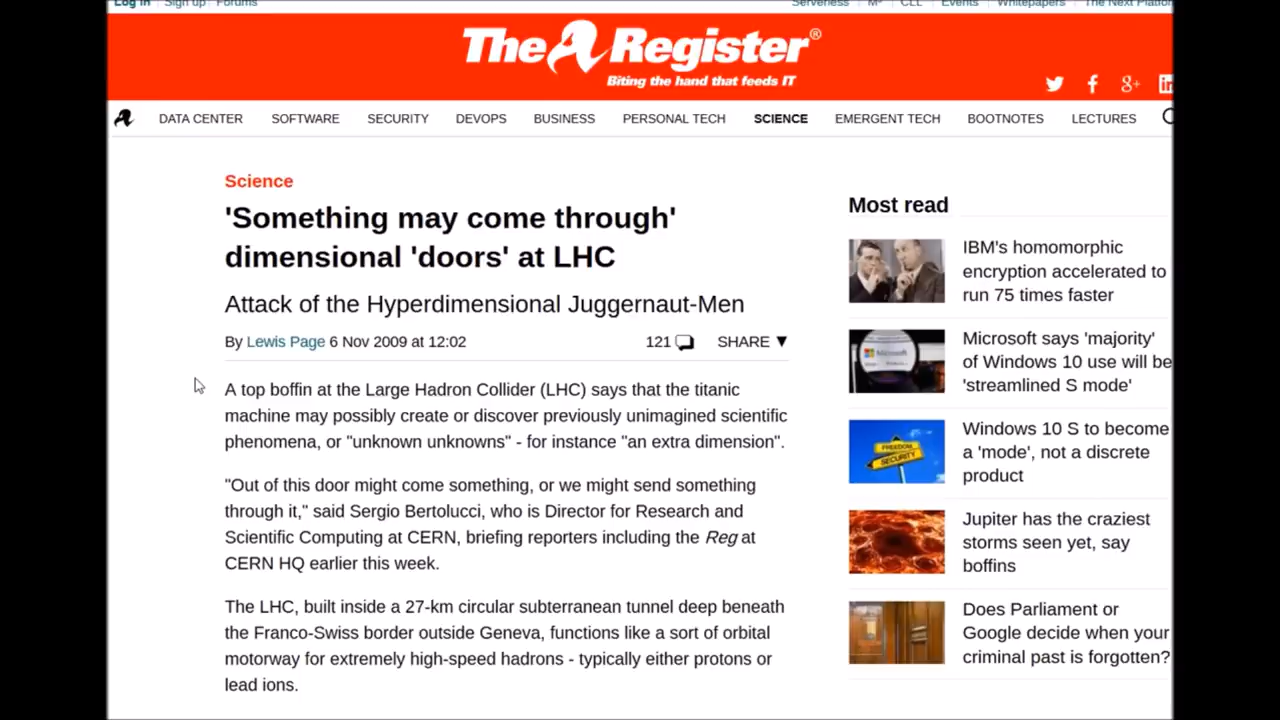 Log in Sign up Forums Serverless M³ CLL Events Whitepapers The Next Platfor
The Register®
Biting the hand that feeds IT
DATA CENTER SOFTWARE SECURITY DEVOPS BUSINESS PERSONAL TECH SCIENCE EMERGENT TECH BOOTNOTES LECTURES
Science
'Something may come through'
dimensional 'doors' at LHC
Attack of the Hyperdimensional Juggernaut-Men
By Lewis Page 6 Nov 2009 at 12:02 121 SHARE ▼
A top boffin at the Large Hadron Collider (LHC) says that the titanic
machine may possibly create or discover previously unimagined scientific
phenomena, or "unknown unknowns" - for instance "an extra dimension".
"Out of this door might come something, or we might send something
through it," said Sergio Bertolucci, who is Director for Research and
Scientific Computing at CERN, briefing reporters including the Reg at
CERN HQ earlier this week.
The LHC, built inside a 27-km circular subterranean tunnel deep beneath
the Franco-Swiss border outside Geneva, functions like a sort of orbital
motorway for extremely high-speed hadrons - typically either protons or
lead ions.
Most read
IBM's homomorphic
encryption accelerated to
run 75 times faster
Microsoft
Microsoft says 'majority'
of Windows 10 use will be
'streamlined S mode'
FREEDOM
SECURITY
Windows 10 S to become
a 'mode', not a discrete
product
Jupiter has the craziest
storms seen yet, say
boffins
Does Parliament or
Google decide when your
criminal past is forgotten?